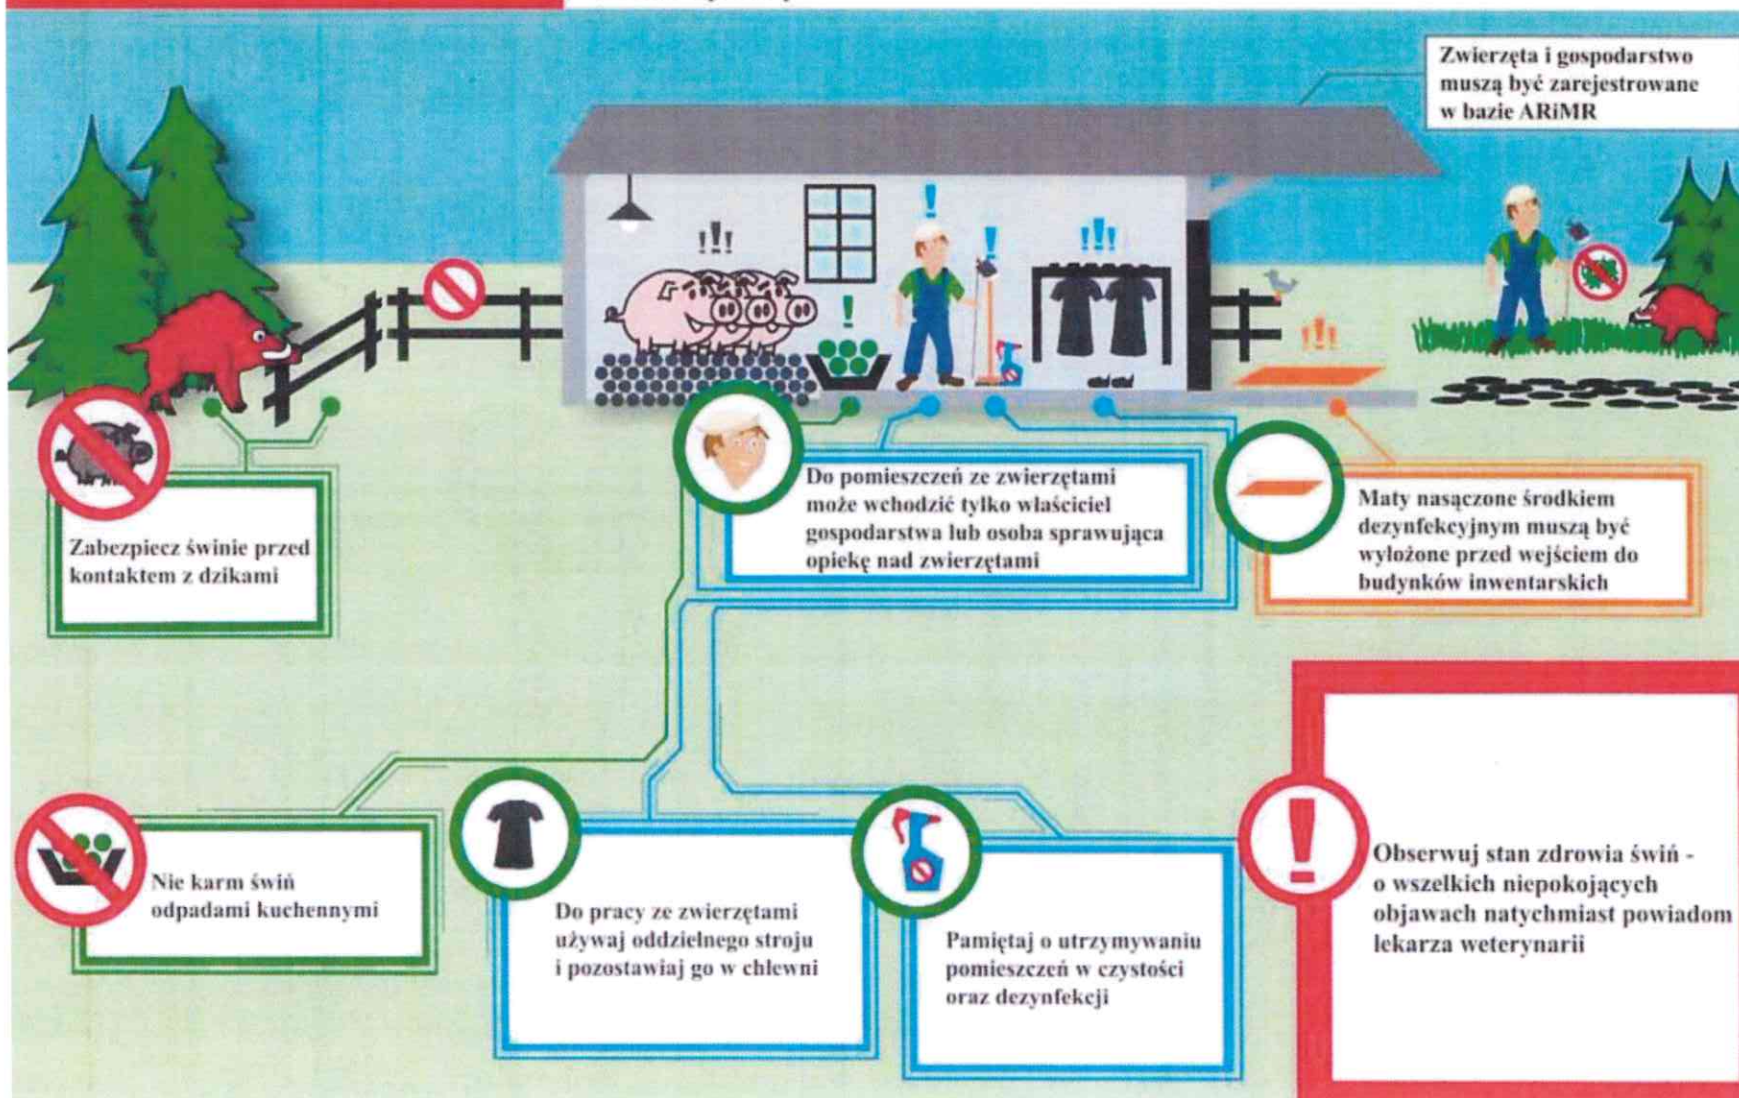 Zwierzęta i gospodarstwo
muszą być zarejestrowane
w bazie ARiMR
Zabezpiecz świnie przed
kontaktem z dzikami
Do pomieszczeń ze zwierzętami
może wchodzić tylko właściciel
gospodarstwa lub osoba sprawująca
opiekę nad zwierzętami
Maty nasączone środkiem
dezynfekcyjnym muszą być
wyłożone przed wejściem do
budynków inwentarskich
Nie karm świń
odpadami kuchennymi
Do pracy ze zwierzętami
używaj oddzielnego stroju
i pozostawiaj go w chlewni
Pamiętaj o utrzymywaniu
pomieszczeń w czystości
oraz dezynfekcji
Obserwuj stan zdrowia świń -
o wszelkich niepokojących
objawach natychmiast powiadom
lekarza weterynarii